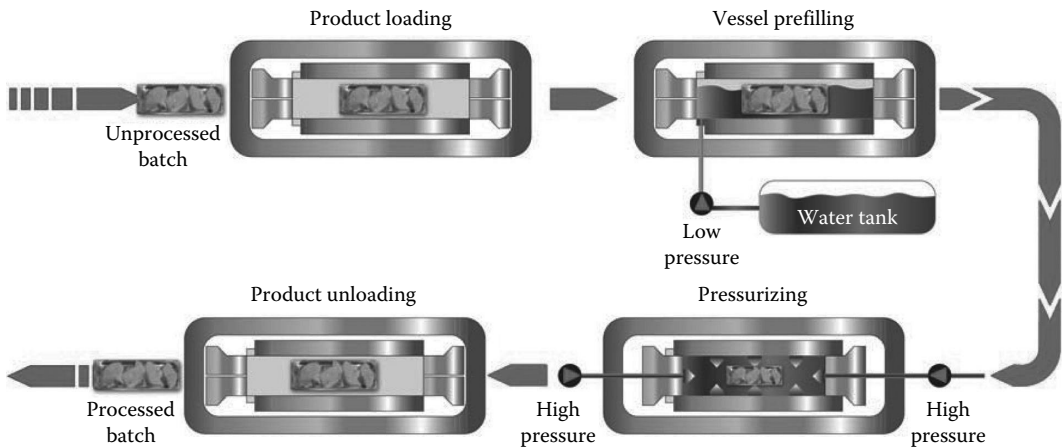 Product loading
Vessel prefilling
Unprocessed
batch
Water tank
Low
pressure
Product unloading
Pressurizing
Processed
batch
High
pressure
High
pressure